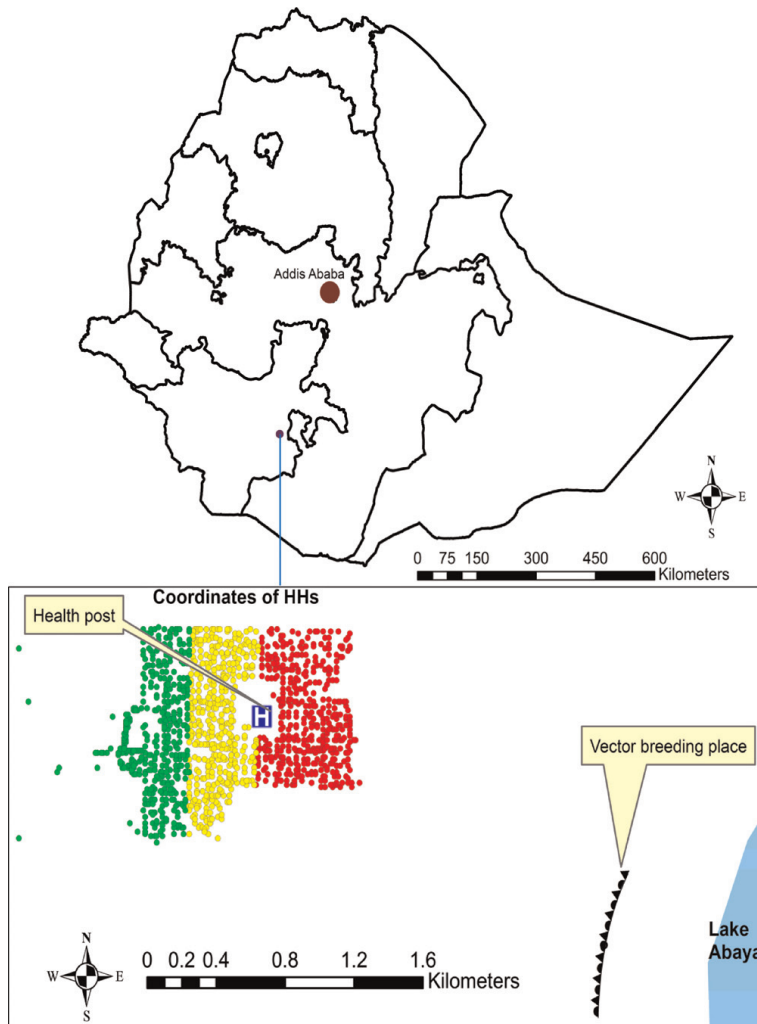 Addis Ababa
N
W E
S
0 75 150 300 450 600
Kilometers
Coordinates of HHs
Health post
H
Vector breeding place
Lake
Abaya
N
W E
S
0 0.2 0.4 0.8 1.2 1.6
Kilometers